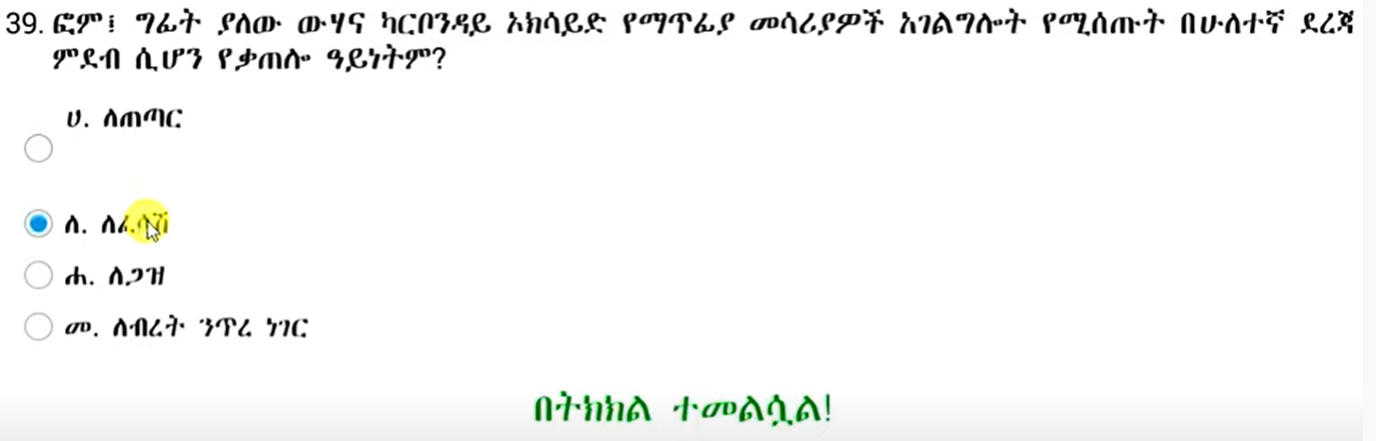 39. ፎም፤ ግፊት ያለው ውሃና ካርቦንዳይ ኦክሳይድ የማጥፊያ መሳሪያዎች አገልግሎት የሚሰጡት በሁለተኛ ደረጃ
ምደብ ሲሆን የቃጠሎ ዓይነትም?
ሀ. ለጠጣር
ለ. ለፈሳሽ
ሐ. ለጋዝ
መ. ለብረት ንጥረ ነገር
በትክክል ተመልሷል!